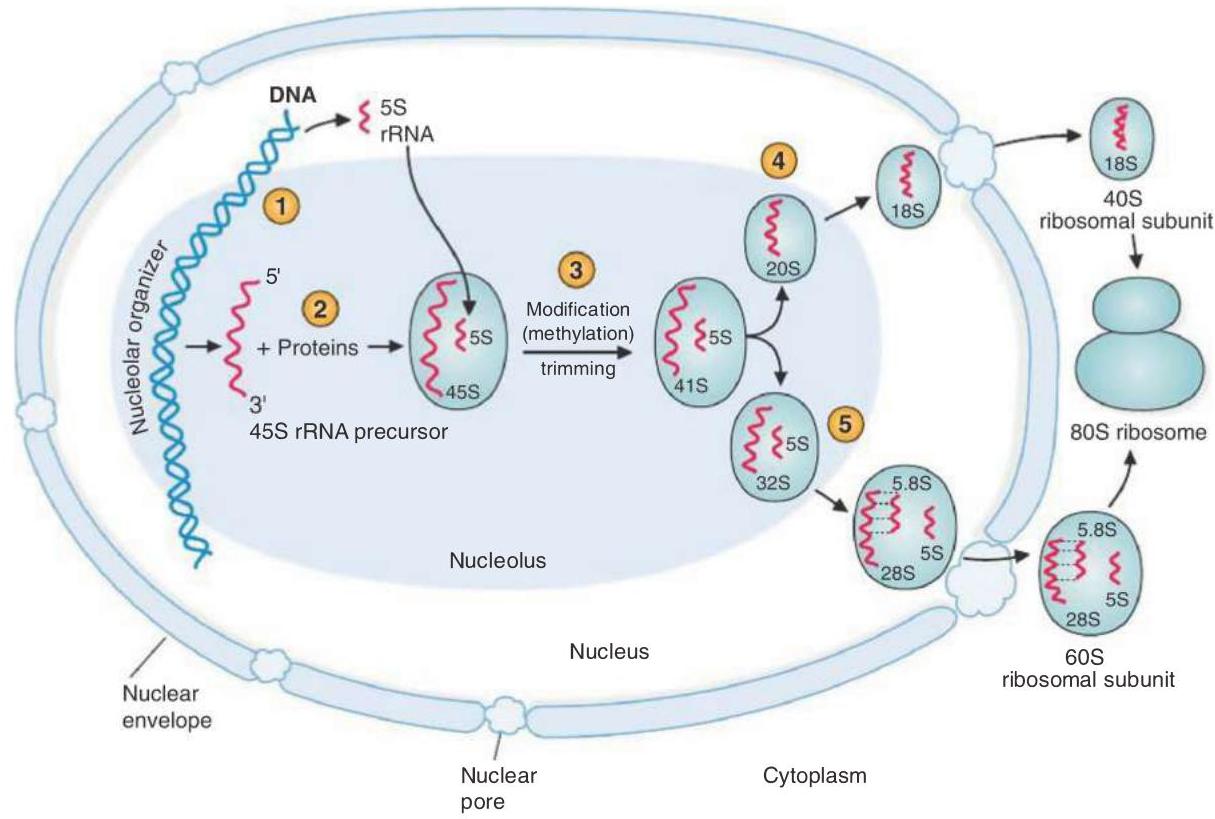 DNA
5S
rRNA
1
Nucleolar organizer
5'
2
+ Proteins
3'
45S rRNA precursor
5S
45S
3
Modification
(methylation)
trimming
5S
41S
4
20S
18S
18S
40S
ribosomal subunit
80S ribosome
5
5S
32S
5.8S
5S
28S
5.8S
5S
28S
60S
ribosomal subunit
Nucleolus
Nucleus
Nuclear
envelope
Nuclear
pore
Cytoplasm